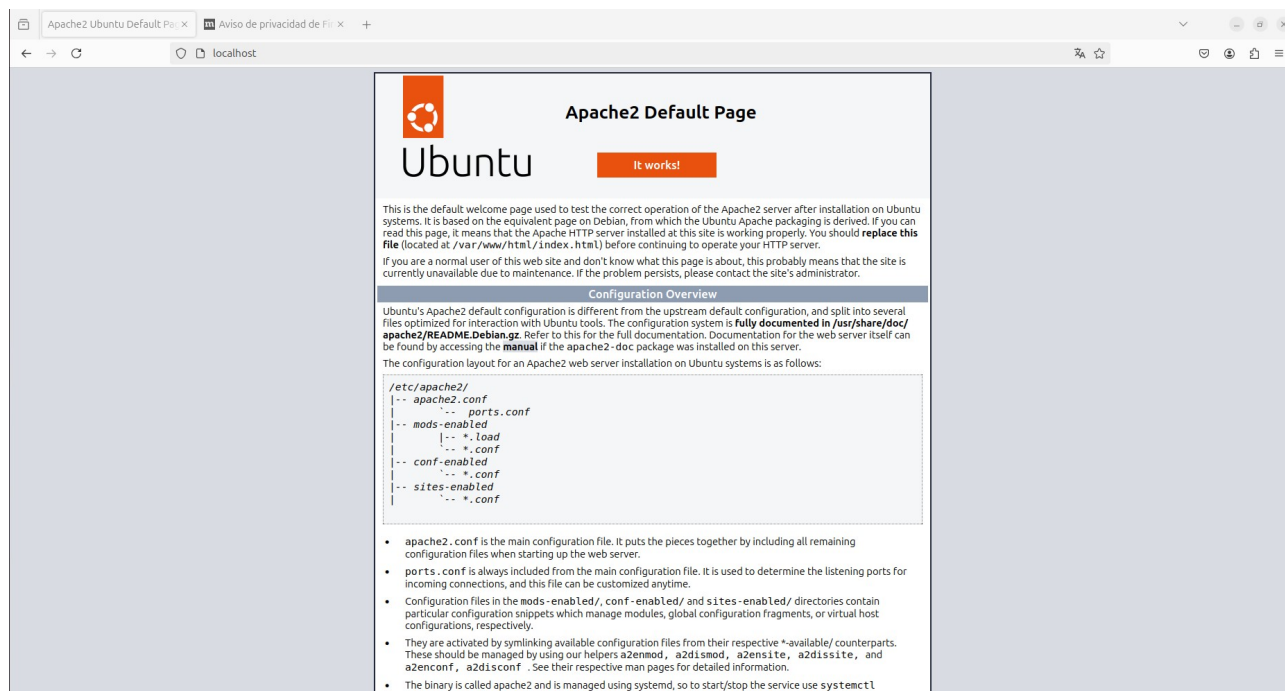 Apache2 Ubuntu Default Pa
Aviso de privacidad de Fir
localhost
Apache2 Default Page
Ubuntu
It works!
This is the default welcome page used to test the correct operation of the Apache2 server after installation on Ubuntu
systems. It is based on the equivalent page on Debian, from which the Ubuntu Apache packaging is derived. If you can
read this page, it means that the Apache HTTP server installed at this site is working properly. You should replace this
file (located at /var/www/html/index.html) before continuing to operate your HTTP server.
If you are a normal user of this web site and don't know what this page is about, this probably means that the site is
currently unavailable due to maintenance. If the problem persists, please contact the site's administrator.
Configuration Overview
Ubuntu's Apache2 default configuration is different from the upstream default configuration, and split into several
files optimized for interaction with Ubuntu tools. The configuration system is fully documented in /usr/share/doc/
apache2/README.Debian.gz. Refer to this for the full documentation. Documentation for the web server itself can
be found by accessing the manual if the apache2-doc package was installed on this server.
The configuration layout for an Apache2 web server installation on Ubuntu systems is as follows:
/etc/apache2/
|-- apache2.conf
|       `--  ports.conf
|-- mods-enabled
|       |-- *.load
|       `-- *.conf
|-- conf-enabled
|       `-- *.conf
|-- sites-enabled
|       `-- *.conf
• apache2.conf is the main configuration file. It puts the pieces together by including all remaining
configuration files when starting up the web server.
• ports.conf is always included from the main configuration file. It is used to determine the listening ports for
incoming connections, and this file can be customized anytime.
• Configuration files in the mods-enabled/, conf-enabled/ and sites-enabled/ directories contain
particular configuration snippets which manage modules, global configuration fragments, or virtual host
configurations, respectively.
• They are activated by symlinking available configuration files from their respective *-available/ counterparts.
These should be managed by using our helpers a2enmod, a2dismod, a2ensite, a2dissite, and
a2enconf, a2disconf . See their respective man pages for detailed information.
• The binary is called apache2 and is managed using systemd, so to start/stop the service use systemctl